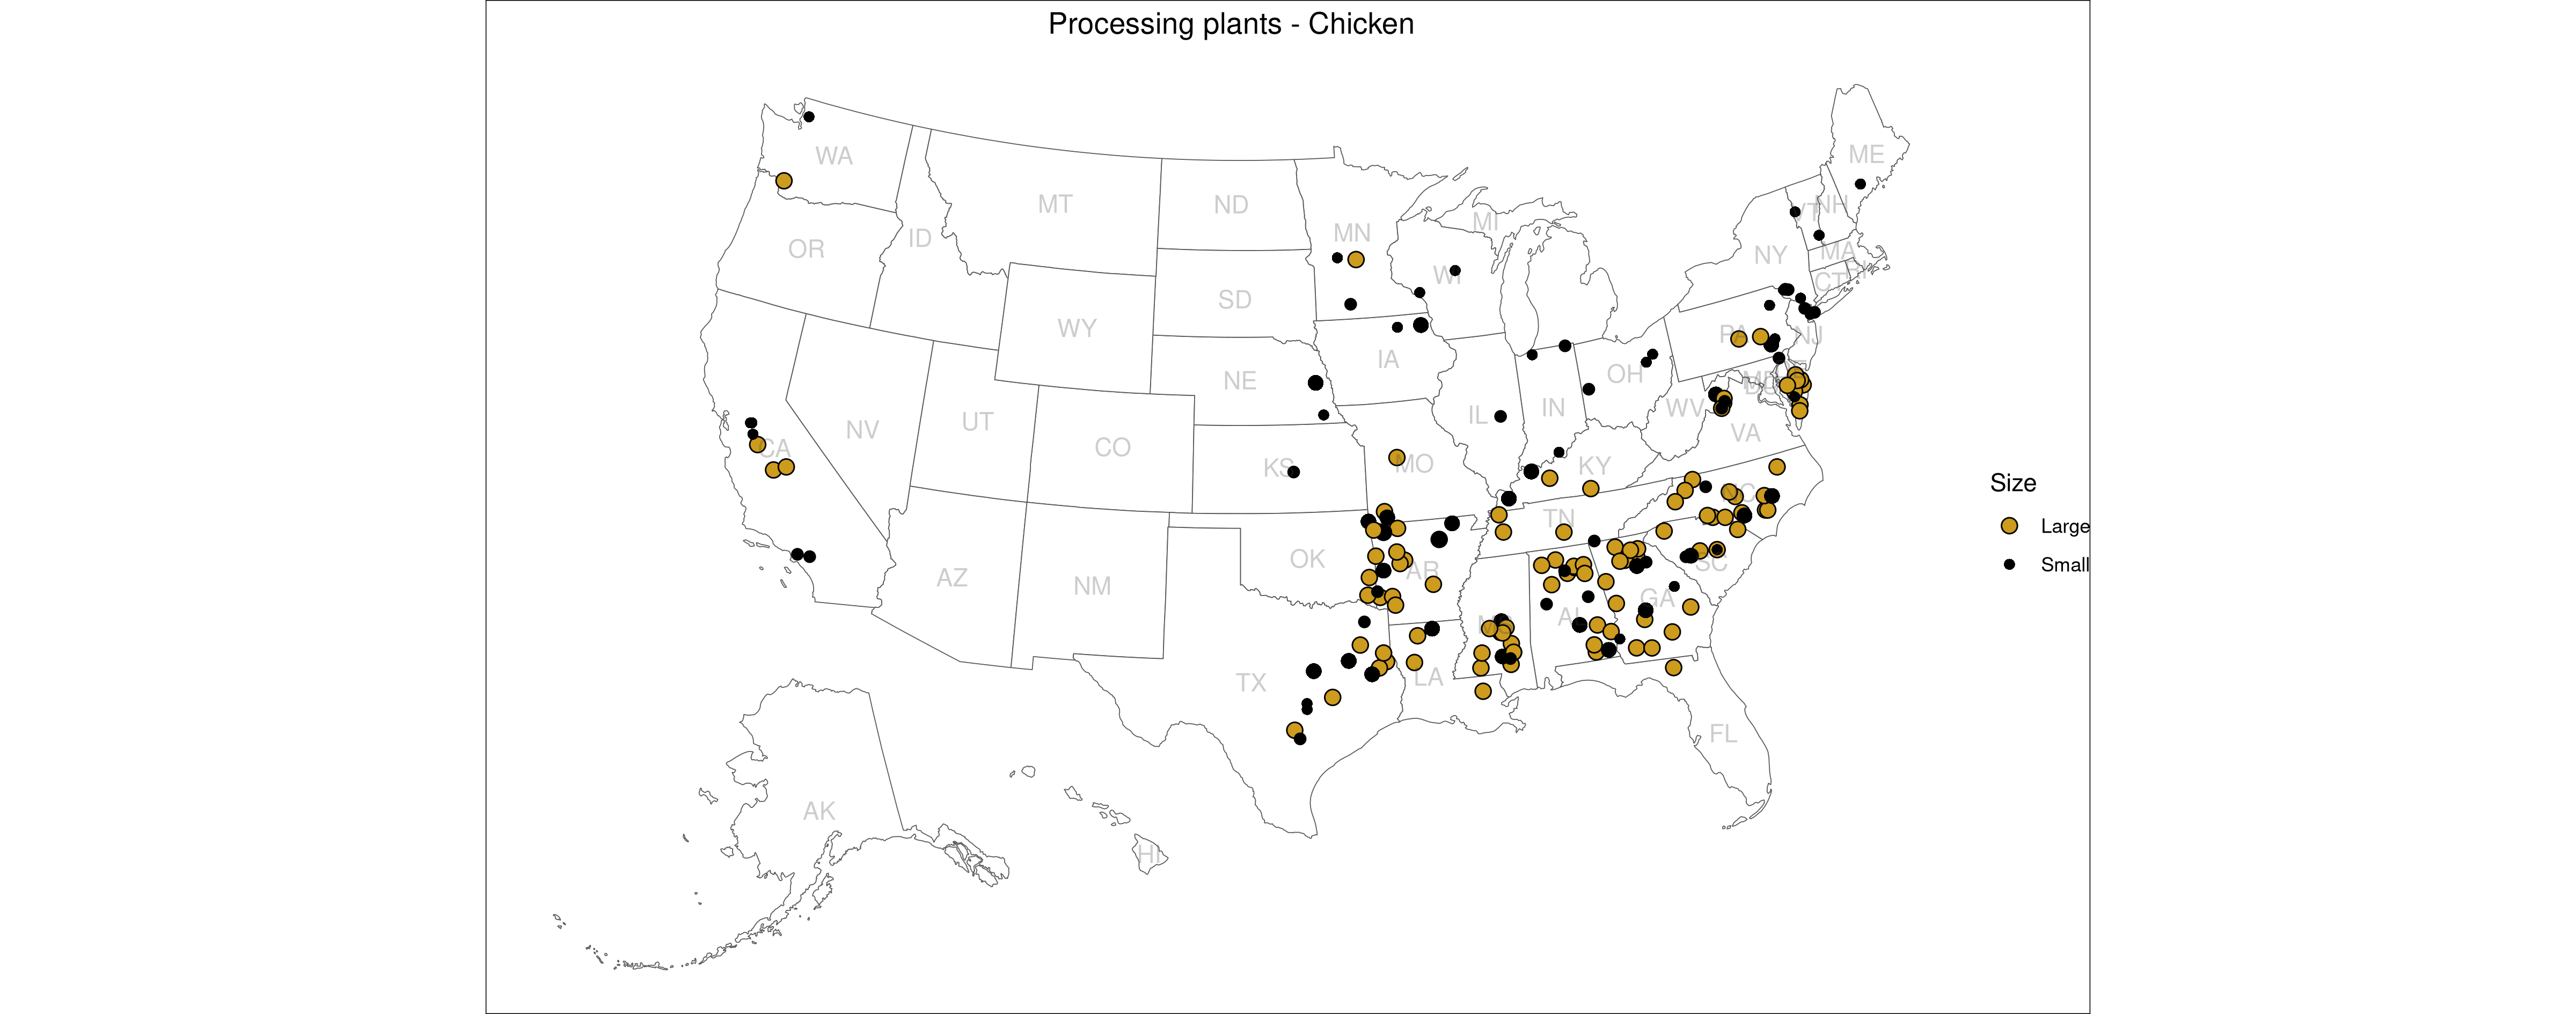 Processing plants - Chicken
WA
ME
MT
ND
VT
NH
MN
MI
OR
ID
NY
MA
WI
RI
CT
SD
WY
PA
NJ
IA
OH
NE
MD
IL
IN
WV
UT
NV
VA
CO
CA
KS
MO
KY
NC
TN
OK
AR
SC
AZ
NM
GA
AL
LA
TX
FL
AK
HI
Size
Large
Small